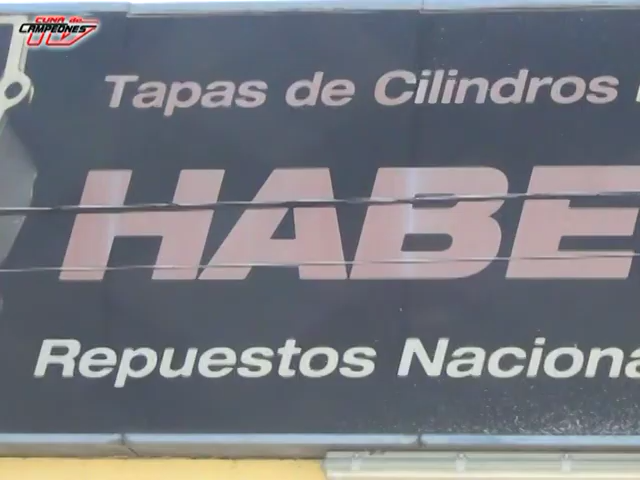 CUNA de
CAMPEONES
Tapas de Cilindros
HABE
Repuestos Naciona